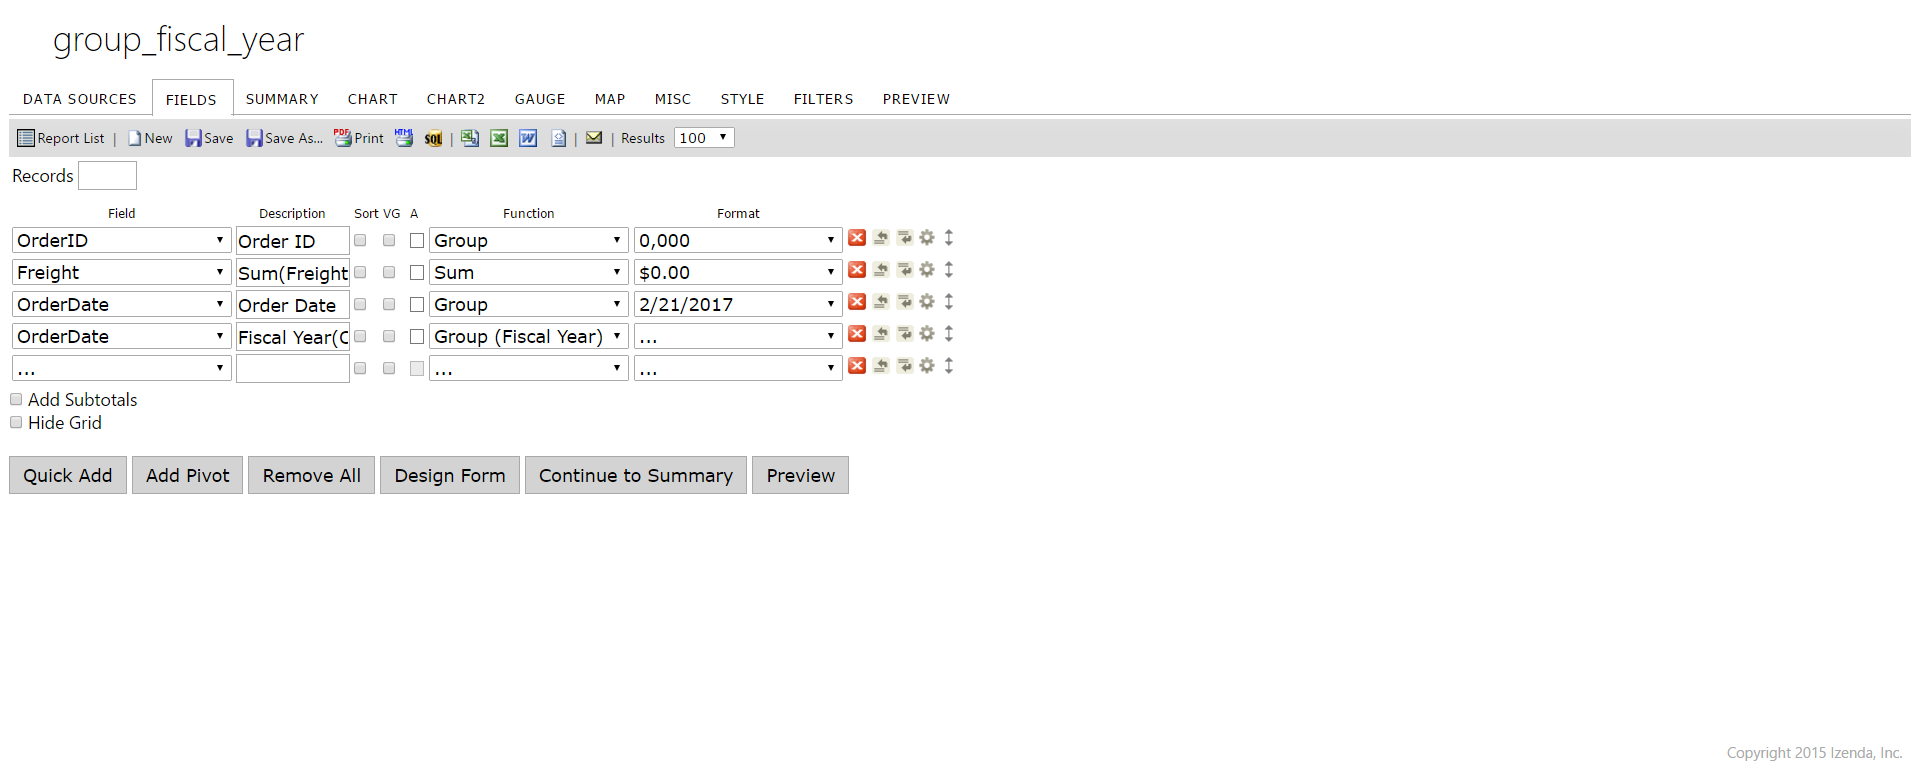 group_fiscal_year
DATA SOURCES FIELDS SUMMARY CHART CHART2 GAUGE MAP MISC STYLE FILTERS PREVIEW
Report List | New Save Save As... PDF Print HTML SQL | | | Results 100
Records
Field Description Sort VG A Function Format
OrderID Order ID Group 0,000
Freight Sum(Freight Sum $0.00
OrderDate Order Date Group 2/21/2017
OrderDate Fiscal Year(O Group (Fiscal Year) ...
... ... ...
Add Subtotals
Hide Grid
Quick Add Add Pivot Remove All Design Form Continue to Summary Preview
Copyright 2015 Izenda, Inc.